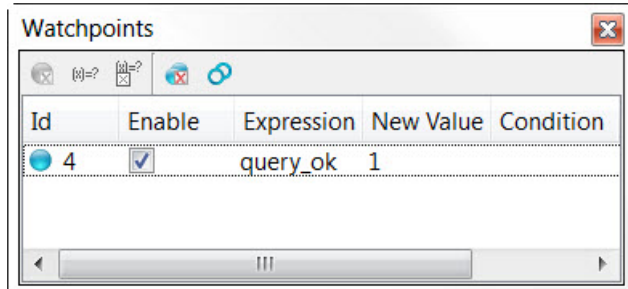 Watchpoints
(x)=? (x)=?
Id Enable Expression New Value Condition
4 query_ok 1